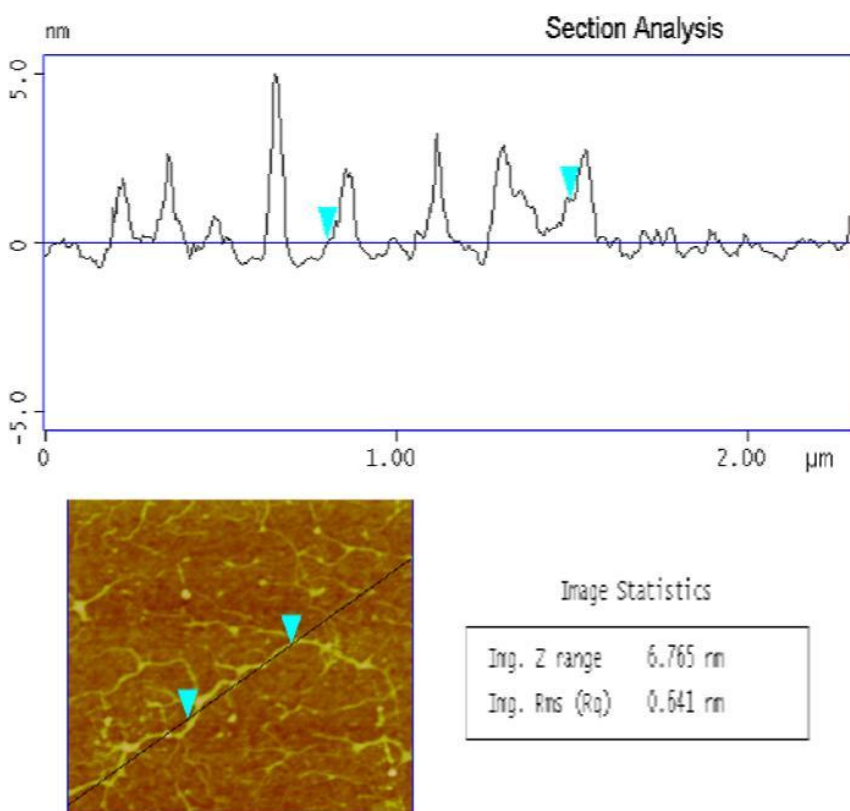 nm
Section Analysis
5.0
0
-5.0
0
1.00
2.00
µm
Image Statistics
Img. Z range 6.765 nm
Img. Rms (Rq) 0.641 nm